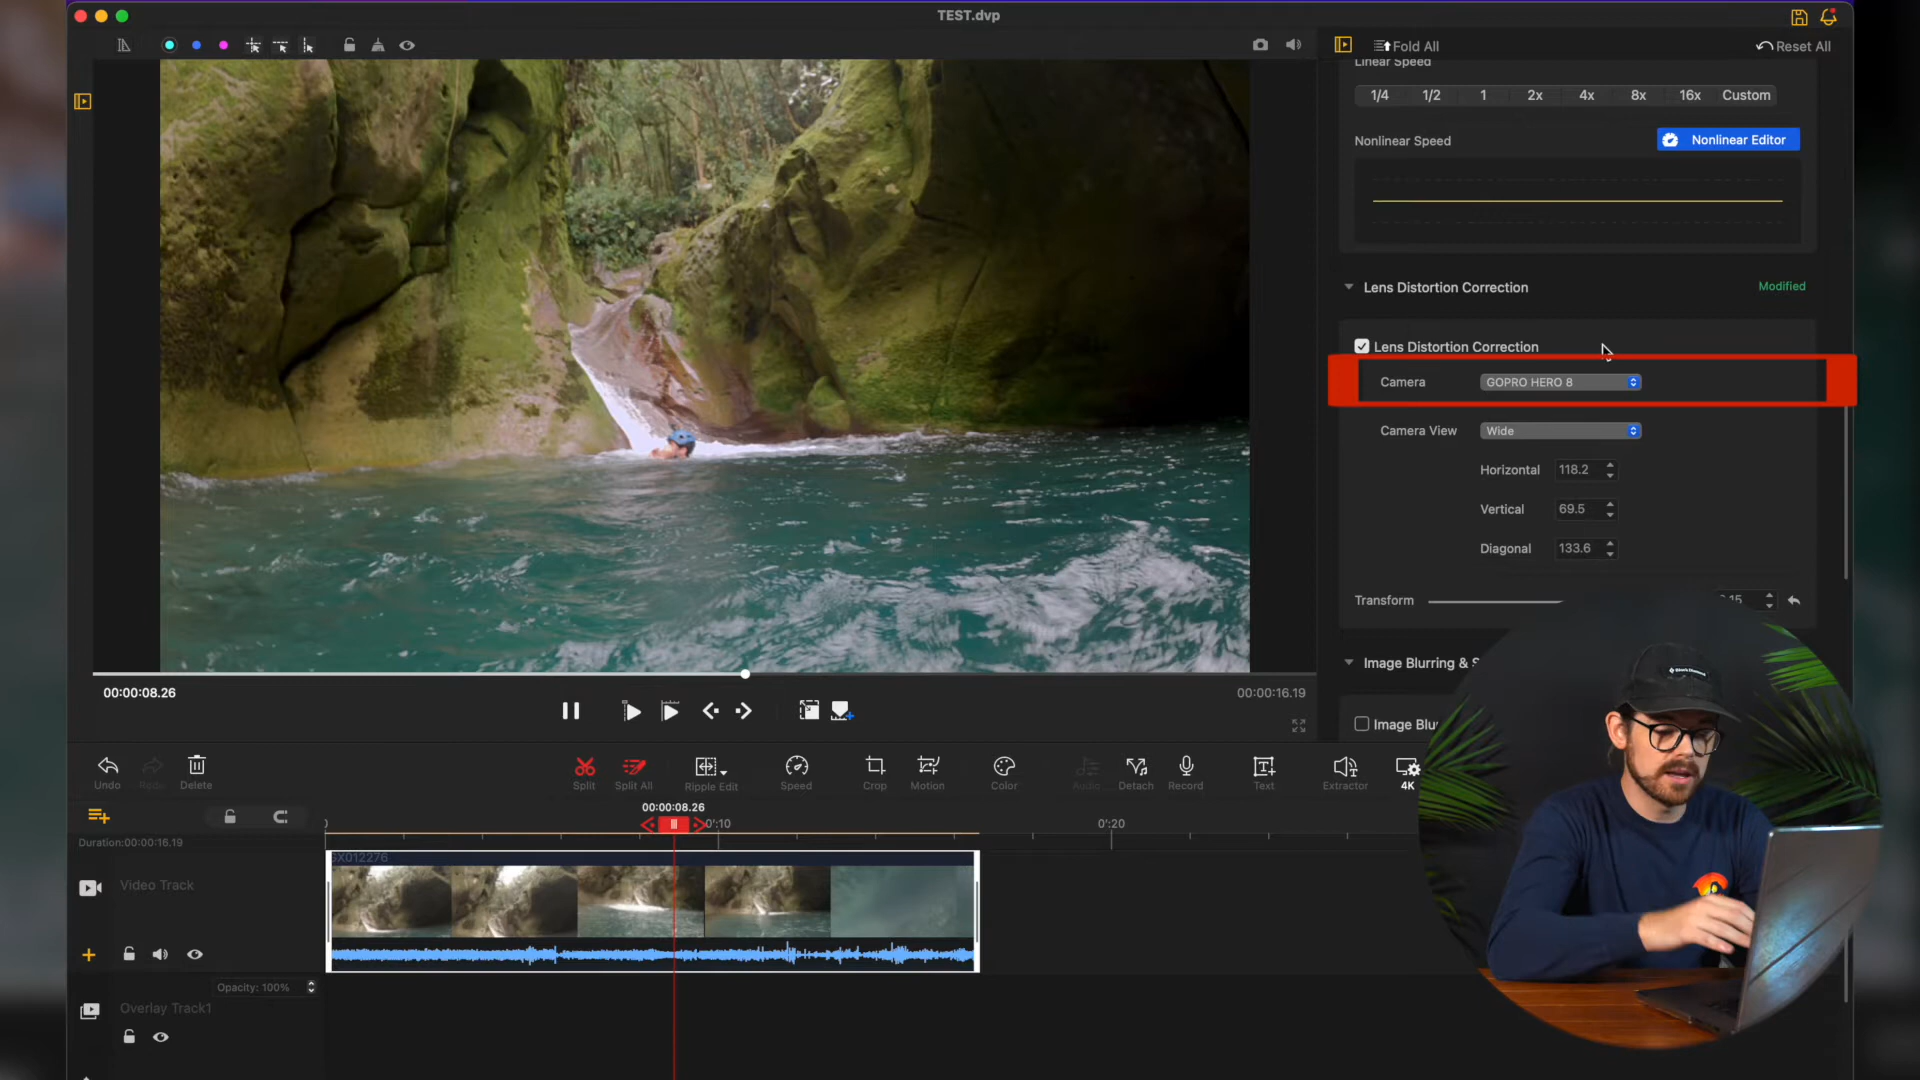 TEST.dvp
Fold All
Reset All
Linear Speed
1/4 1/2 1 2x 4x 8x 16x Custom
Nonlinear Speed
Nonlinear Editor
Lens Distortion Correction
Modified
Lens Distortion Correction
Camera
GOPRO HERO 8
Camera View
Wide
Horizontal
118.2
Vertical
69.5
Diagonal
133.6
Transform
.15
Image Blurring & S
Image Blu
00:00:08.26
00:00:16.19
Undo
Redo
Delete
Split
Split All
Ripple Edit
Speed
Crop
Motion
Color
Audio
Detach
Record
Text
Extractor
4K
00:00:08.26
0:10
0:20
Duration:00:00:16.19
X012276
Video Track
Opacity: 100%
Overlay Track1